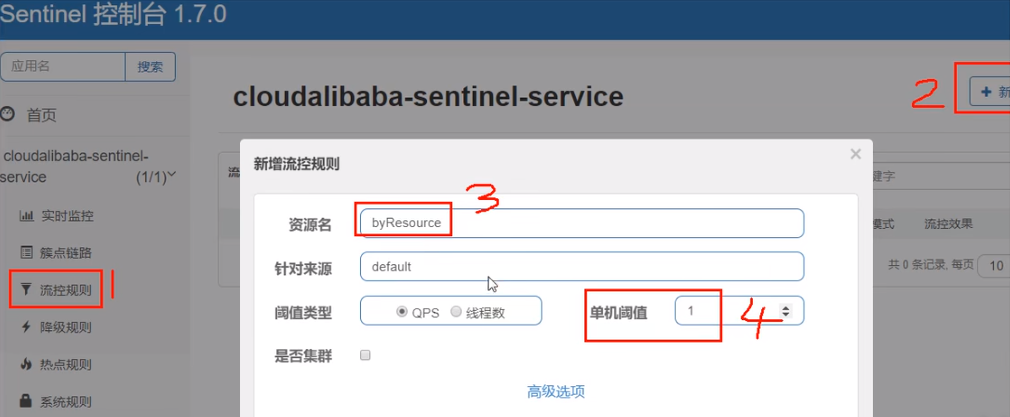 Sentinel 控制台 1.7.0
应用名
搜索
cloudalibaba-sentinel-service
2
+ 新
首页
cloudalibaba-sentinel-service
(1/1)
新增流控规则
×
流
键字
3
资源名
byResource
实时监控
模式
流控效果
簇点链路
针对来源
default
共 0 条记录, 每页
10
流控规则
1
阈值类型
QPS
线程数
单机阈值
1
4
降级规则
是否集群
热点规则
高级选项
系统规则